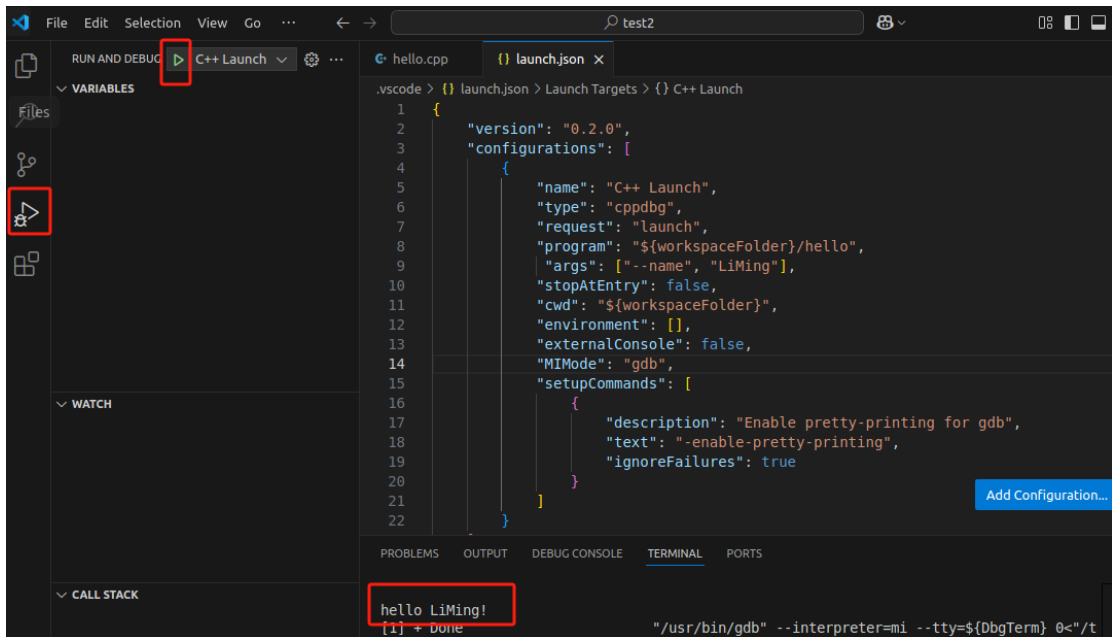 File Edit Selection View Go ··· ← → test2
RUN AND DEBUG C++ Launch ···
VARIABLES
Files
WATCH
CALL STACK
hello.cpp {} launch.json ×
.vscode > {} launch.json > Launch Targets > {} C++ Launch
1 {
2 "version": "0.2.0",
3 "configurations": [
4 {
5 "name": "C++ Launch",
6 "type": "cppdbg",
7 "request": "launch",
8 "program": "${workspaceFolder}/hello",
9 "args": ["--name", "LiMing"],
10 "stopAtEntry": false,
11 "cwd": "${workspaceFolder}",
12 "environment": [],
13 "externalConsole": false,
14 "MIMode": "gdb",
15 "setupCommands": [
16 {
17 "description": "Enable pretty-printing for gdb",
18 "text": "-enable-pretty-printing",
19 "ignoreFailures": true
20 }
21 ]
22 }
Add Configuration...
PROBLEMS OUTPUT DEBUG CONSOLE TERMINAL PORTS
hello LiMing!
[1] + Done "/usr/bin/gdb" --interpreter=mi --tty=${DbgTerm} 0<"/t